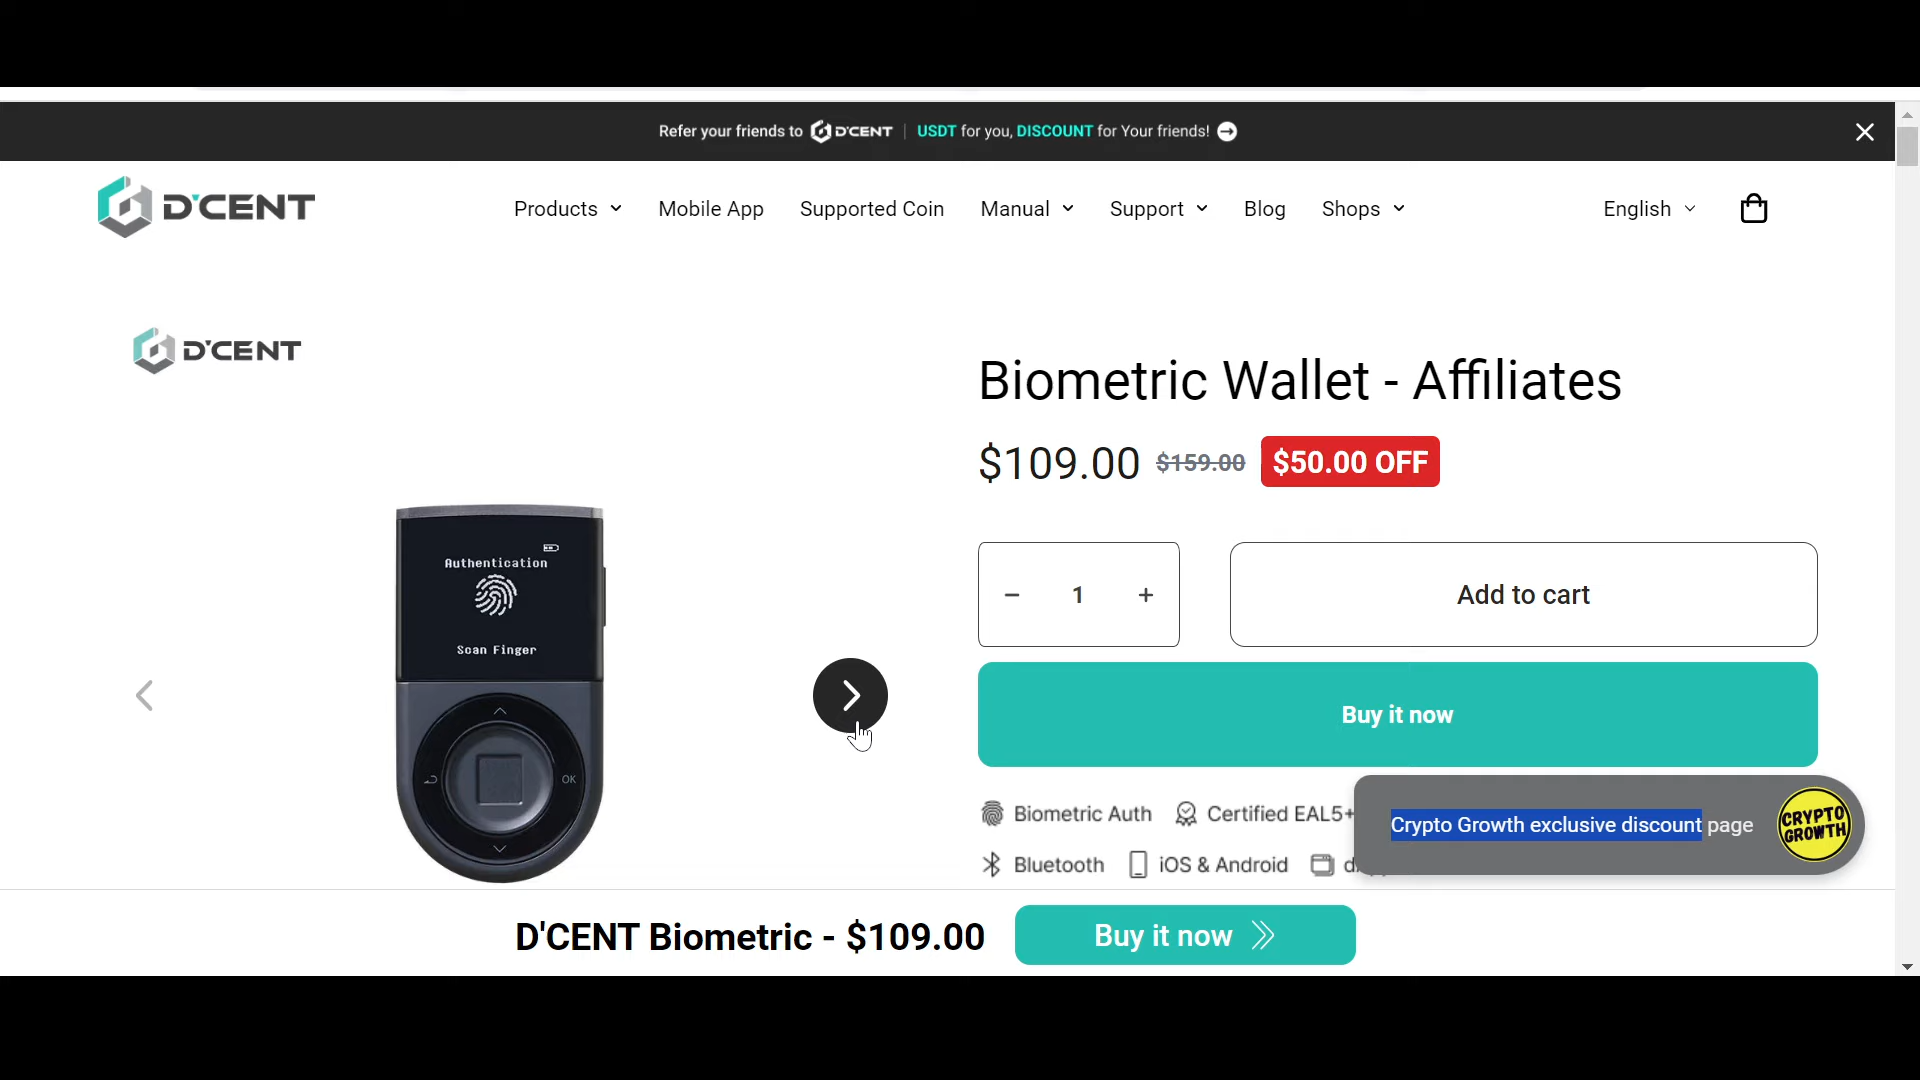 Refer your friends to D'CENT | USDT for you, DISCOUNT for Your friends!
D'CENT
Products Mobile App Supported Coin Manual Support Blog Shops English
D'CENT
Biometric Wallet - Affiliates
$109.00 $159.00 $50.00 OFF
Authentication
Scan Finger
OK
− 1 +
Add to cart
Buy it now
Biometric Auth Certified EAL5+
Bluetooth iOS & Android
Crypto Growth exclusive discount page
CRYPTO
GROWTH
D'CENT Biometric - $109.00 Buy it now